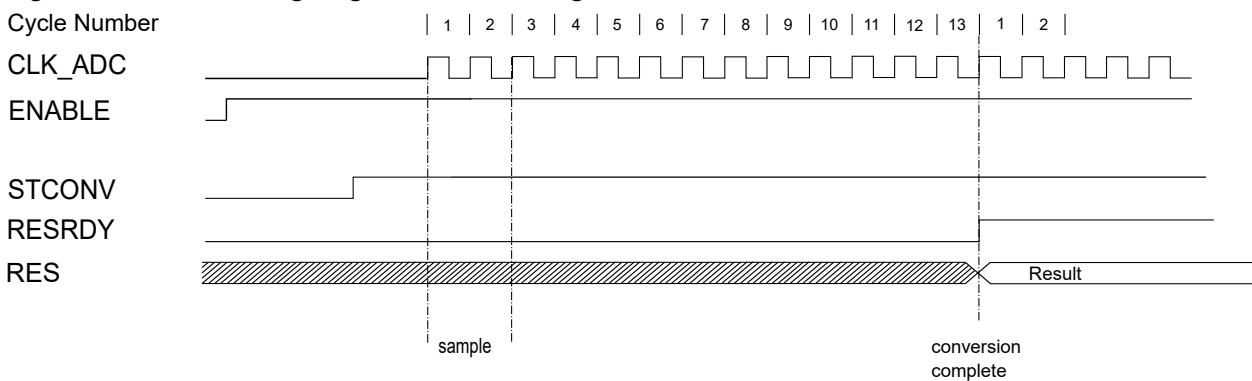 Cycle Number 1 2 3 4 5 6 7 8 9 10 11 12 13 1 2
CLK_ADC
ENABLE
STCONV
RESRDY
RES Result
sample conversion
complete